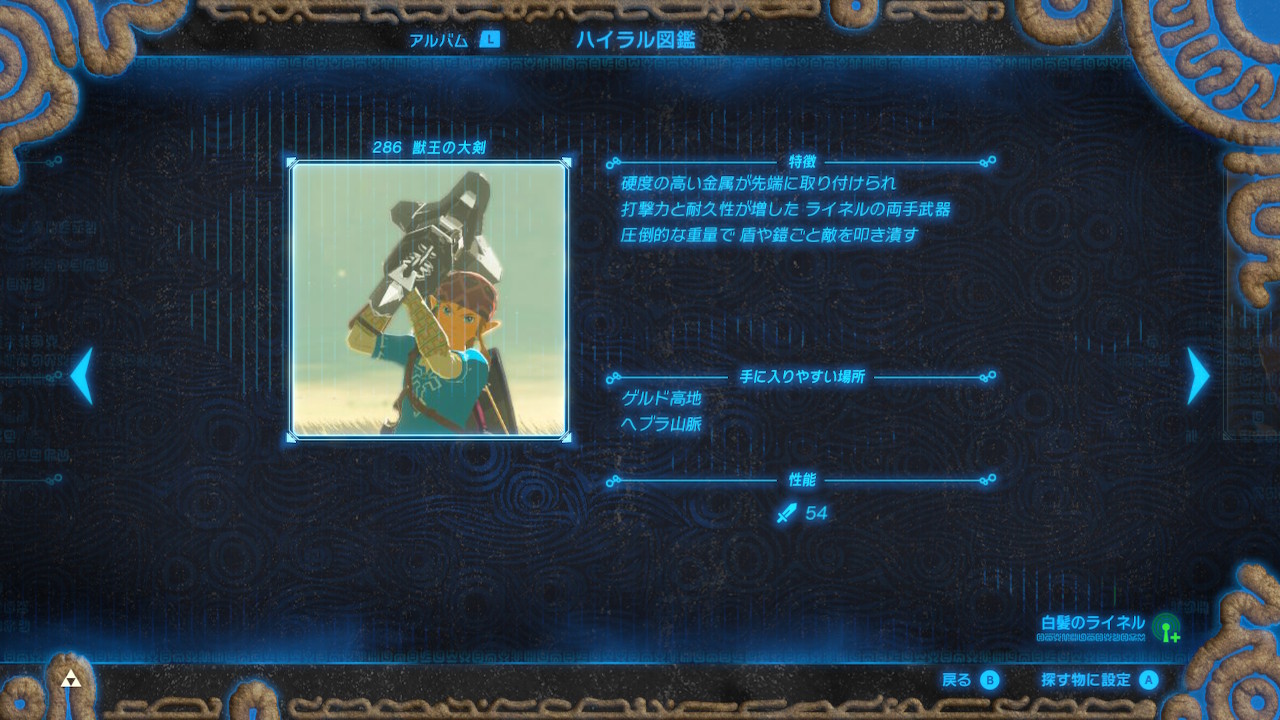 アルバム L
ハイラル図鑑
286 獣王の大剣
特徴
硬度の高い金属が先端に取り付けられ
打撃力と耐久性が増した ライネルの両手武器
圧倒的な重量で 盾や鎧ごと敵を叩き潰す
手に入りやすい場所
ゲルド高地
ヘブラ山脈
性能
54
白髪のライネル
戻る B
探す物に設定 A